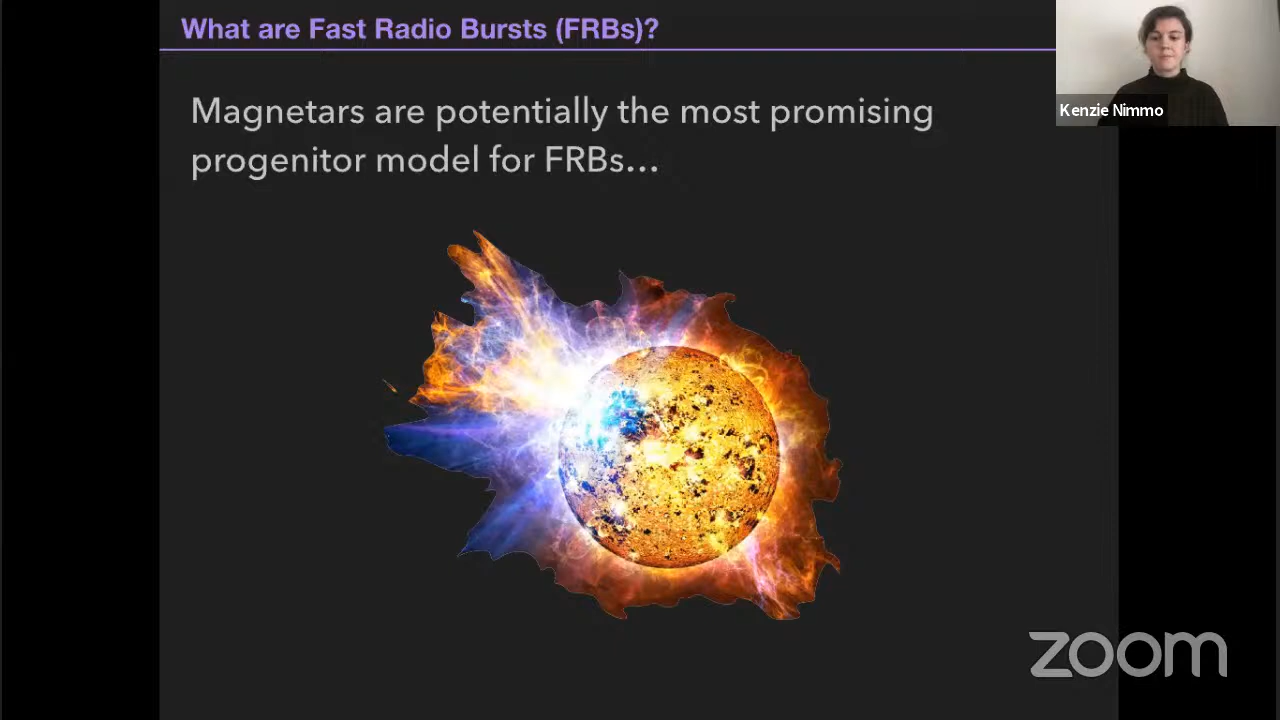 What are Fast Radio Bursts (FRBs)?
Kenzie Nimmo
Magnetars are potentially the most promising
progenitor model for FRBs...
zoom